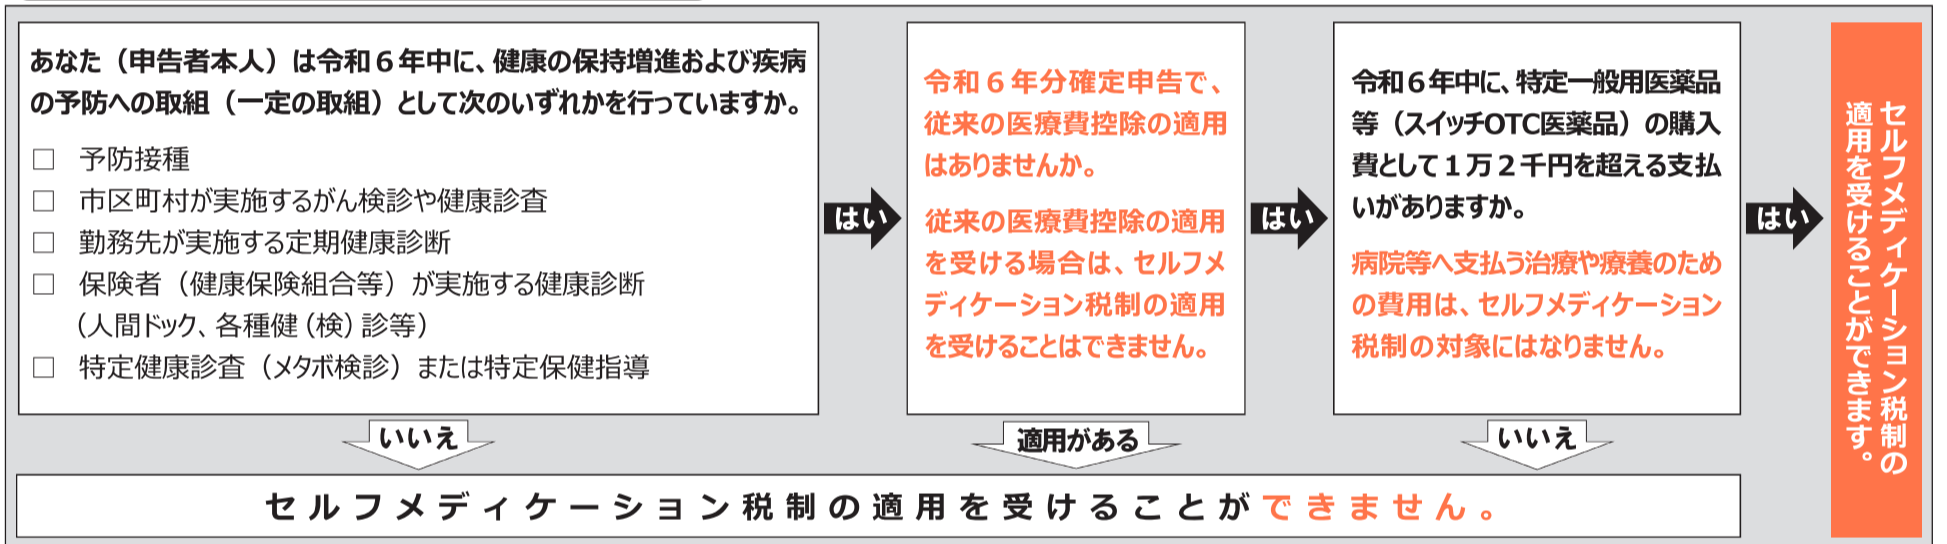 あなた（申告者本人）は令和６年中に、健康の保持増進および疾病
の予防への取組（一定の取組）として次のいずれかを行っていますか。
□ 予防接種
□ 市区町村が実施するがん検診や健康診査
□ 勤務先が実施する定期健康診断
□ 保険者（健康保険組合等）が実施する健康診断
（人間ドック、各種健（検）診等）
□ 特定健康診査（メタボ検診）または特定保健指導
はい
いいえ
令和６年分確定申告で、
従来の医療費控除の適用
はありませんか。
従来の医療費控除の適用
を受ける場合は、セルフメ
ディケーション税制の適用
を受けることはできません。
はい
適用がある
令和６年中に、特定一般用医薬品
等（スイッチOTC医薬品）の購入
費として１万２千円を超える支払
いがありますか。
病院等へ支払う治療や療養のため
の費用は、セルフメディケーション
税制の対象にはなりません。
はい
いいえ
セルフメディケーション税制の
適用を受けることができます。
セルフメディケーション税制の適用を受けることができません。